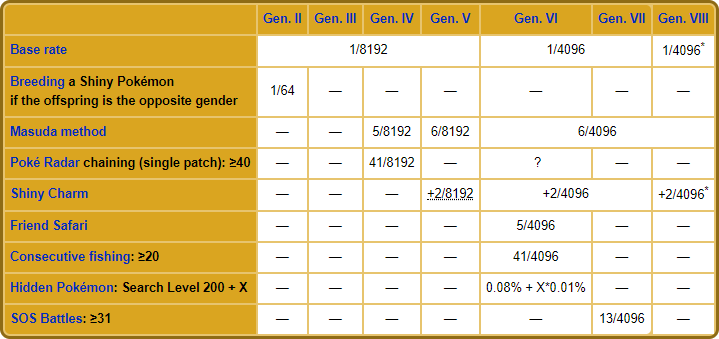 Gen. II Gen. III Gen. IV Gen. V Gen. VI Gen. VII Gen. VIII
Base rate 1/8192 1/4096 1/4096*
Breeding a Shiny Pokémon
if the offspring is the opposite gender 1/64 — — — — — —
Masuda method — — 5/8192 6/8192 6/4096
Poké Radar chaining (single patch): ≥40 — — 41/8192 — ? — —
Shiny Charm — — — +2/8192 +2/4096 +2/4096*
Friend Safari — — — — 5/4096 — —
Consecutive fishing: ≥20 — — — — 41/4096 — —
Hidden Pokémon: Search Level 200 + X — — — — 0.08% + X*0.01% — —
SOS Battles: ≥31 — — — — — 13/4096 —